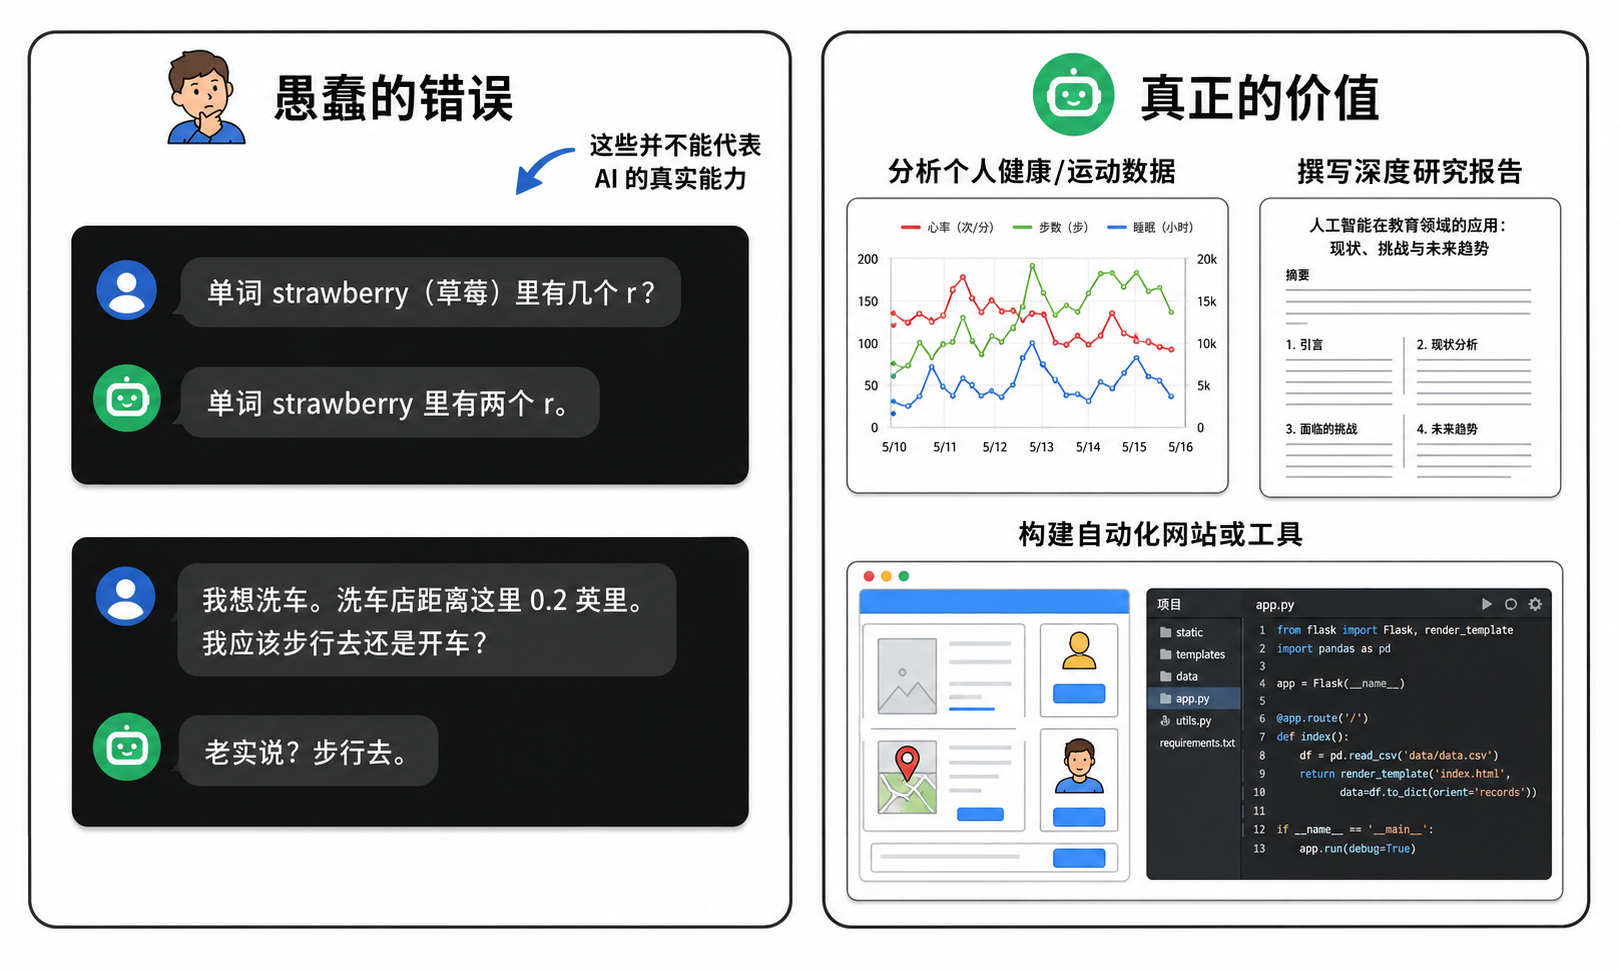 愚蠢的错误
这些并不能代表
AI 的真实能力
单词 strawberry（草莓）里有几个 r？
单词 strawberry 里有两个 r。
我想洗车。洗车店距离这里 0.2 英里。
我应该步行去还是开车？
老实说？步行去。
真正的价值
分析个人健康/运动数据
心率（次/分） 步数（步） 睡眠（小时）
200 20k
150 15k
100 10k
50 5k
0 0
5/10 5/11 5/12 5/13 5/14 5/15 5/16
撰写深度研究报告
人工智能在教育领域的应用：
现状、挑战与未来趋势
摘要
1. 引言 2. 现状分析
3. 面临的挑战 4. 未来趋势
构建自动化网站或工具
项目
static
templates
data
app.py
utils.py
requirements.txt
app.py
1 from flask import Flask, render_template
2 import pandas as pd
3
4 app = Flask(__name__)
5
6 @app.route('/')
7 def index():
8 df = pd.read_csv('data/data.csv')
9 return render_template('index.html',
10 data=df.to_dict(orient='records'))
11
12 if __name__ == '__main__':
13 app.run(debug=True)